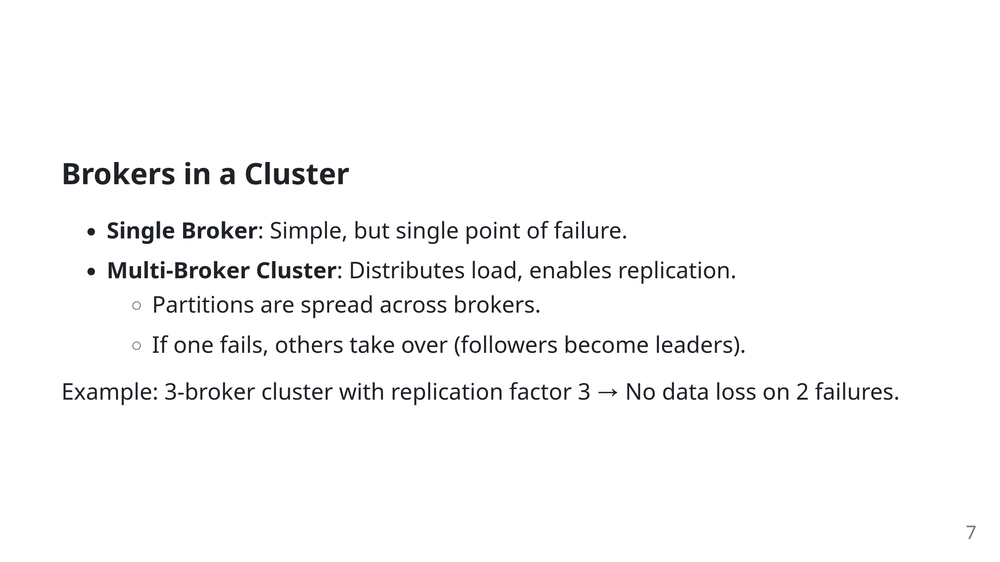 Brokers in a Cluster
• Single Broker: Simple, but single point of failure.
• Multi-Broker Cluster: Distributes load, enables replication.
○ Partitions are spread across brokers.
○ If one fails, others take over (followers become leaders).
Example: 3-broker cluster with replication factor 3 → No data loss on 2 failures.
7